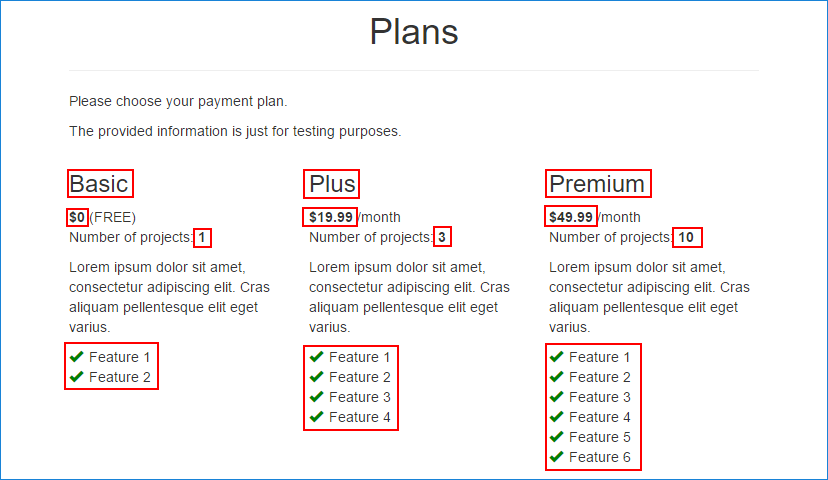 Plans
Please choose your payment plan.
The provided information is just for testing purposes.
Basic
$0 (FREE)
Number of projects: 1
Lorem ipsum dolor sit amet,
consectetur adipiscing elit. Cras
aliquam pellentesque elit eget
varius.
Feature 1
Feature 2
Plus
$19.99/month
Number of projects: 3
Lorem ipsum dolor sit amet,
consectetur adipiscing elit. Cras
aliquam pellentesque elit eget
varius.
Feature 1
Feature 2
Feature 3
Feature 4
Premium
$49.99/month
Number of projects: 10
Lorem ipsum dolor sit amet,
consectetur adipiscing elit. Cras
aliquam pellentesque elit eget
varius.
Feature 1
Feature 2
Feature 3
Feature 4
Feature 5
Feature 6